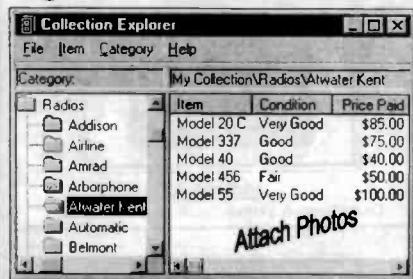 Collection Explorer
File Item Category Help
Category:
My Collection\Radios\Atwater Kent
Radios
Addison
Airline
Amrad
Arborphone
Atwater Kent
Automatic
Belmont
Item Condition Price Paid
Model 20 C Very Good $85.00
Model 337 Good $75.00
Model 40 Good $40.00
Model 456 Fair $50.00
Model 55 Very Good $100.00
Attach Photos